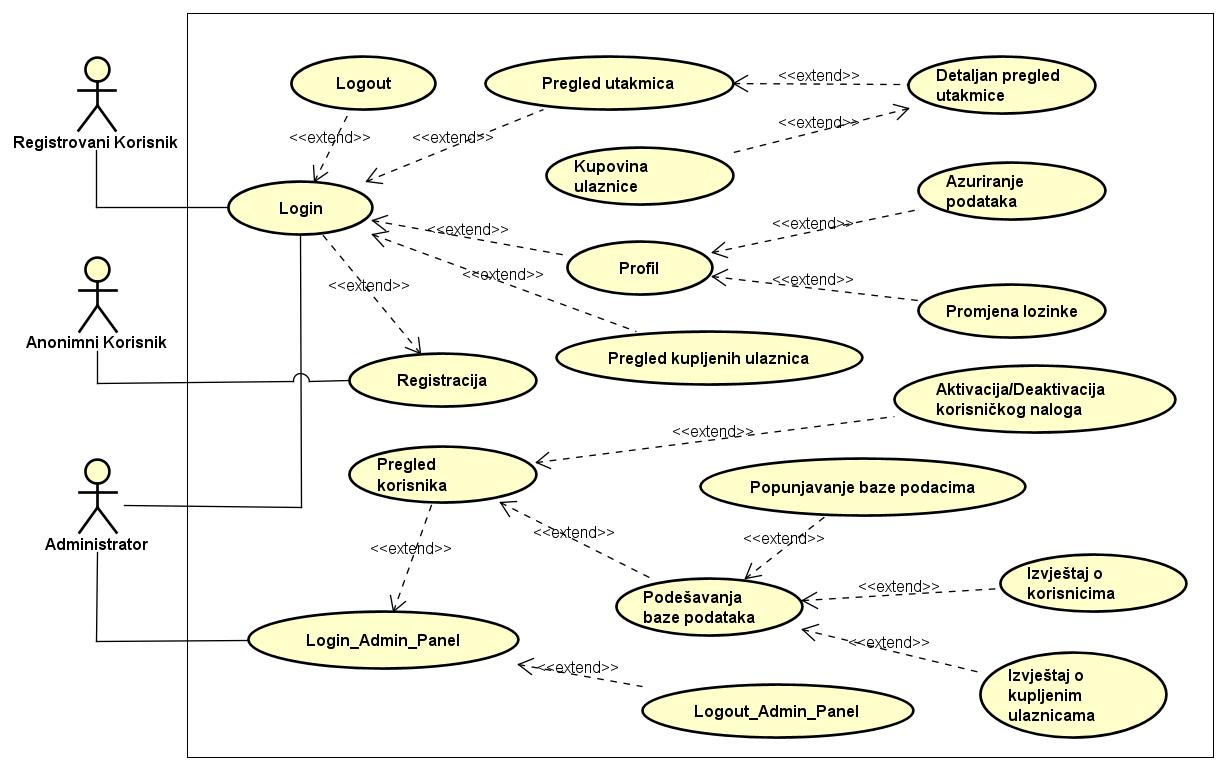 Registrovani Korisnik
Anonimni Korisnik
Administrator
Logout
Pregled utakmica
Detaljan pregled
utakmice
<<extend>>
<<extend>>
<<extend>>
<<extend>>
Kupovina
ulaznice
Azuriranje
podataka
Login
<<extend>>
<<extend>>
Profil
<<extend>>
<<extend>>
<<extend>>
Promjena lozinke
Pregled kupljenih ulaznica
Registracija
Aktivacija/Deaktivacija
korisničkog naloga
<<extend>>
Pregled
korisnika
Popunjavanje baze podacima
<<extend>>
<<extend>>
<<extend>>
Izvještaj o
korisnicima
<<extend>>
Podešavanja
baze podataka
Login_Admin_Panel
<<extend>>
<<extend>>
Izvještaj o
kupljenim
ulaznicama
Logout_Admin_Panel